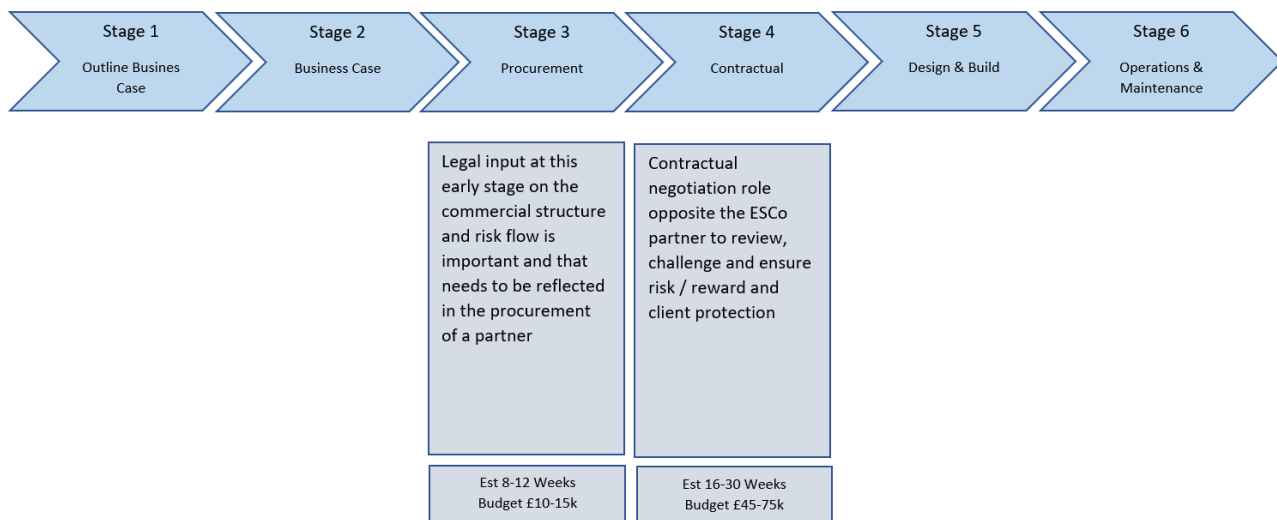 Stage 1
Outline Busines
Case
Stage 2
Business Case
Stage 3
Procurement
Stage 4
Contractual
Stage 5
Design & Build
Stage 6
Operations &
Maintenance
Legal input at this
early stage on the
commercial structure
and risk flow is
important and that
needs to be reflected
in the procurement
of a partner
Contractual
negotiation role
opposite the ESCo
partner to review,
challenge and ensure
risk / reward and
client protection
Est 8-12 Weeks
Budget £10-15k
Est 16-30 Weeks
Budget £45-75k